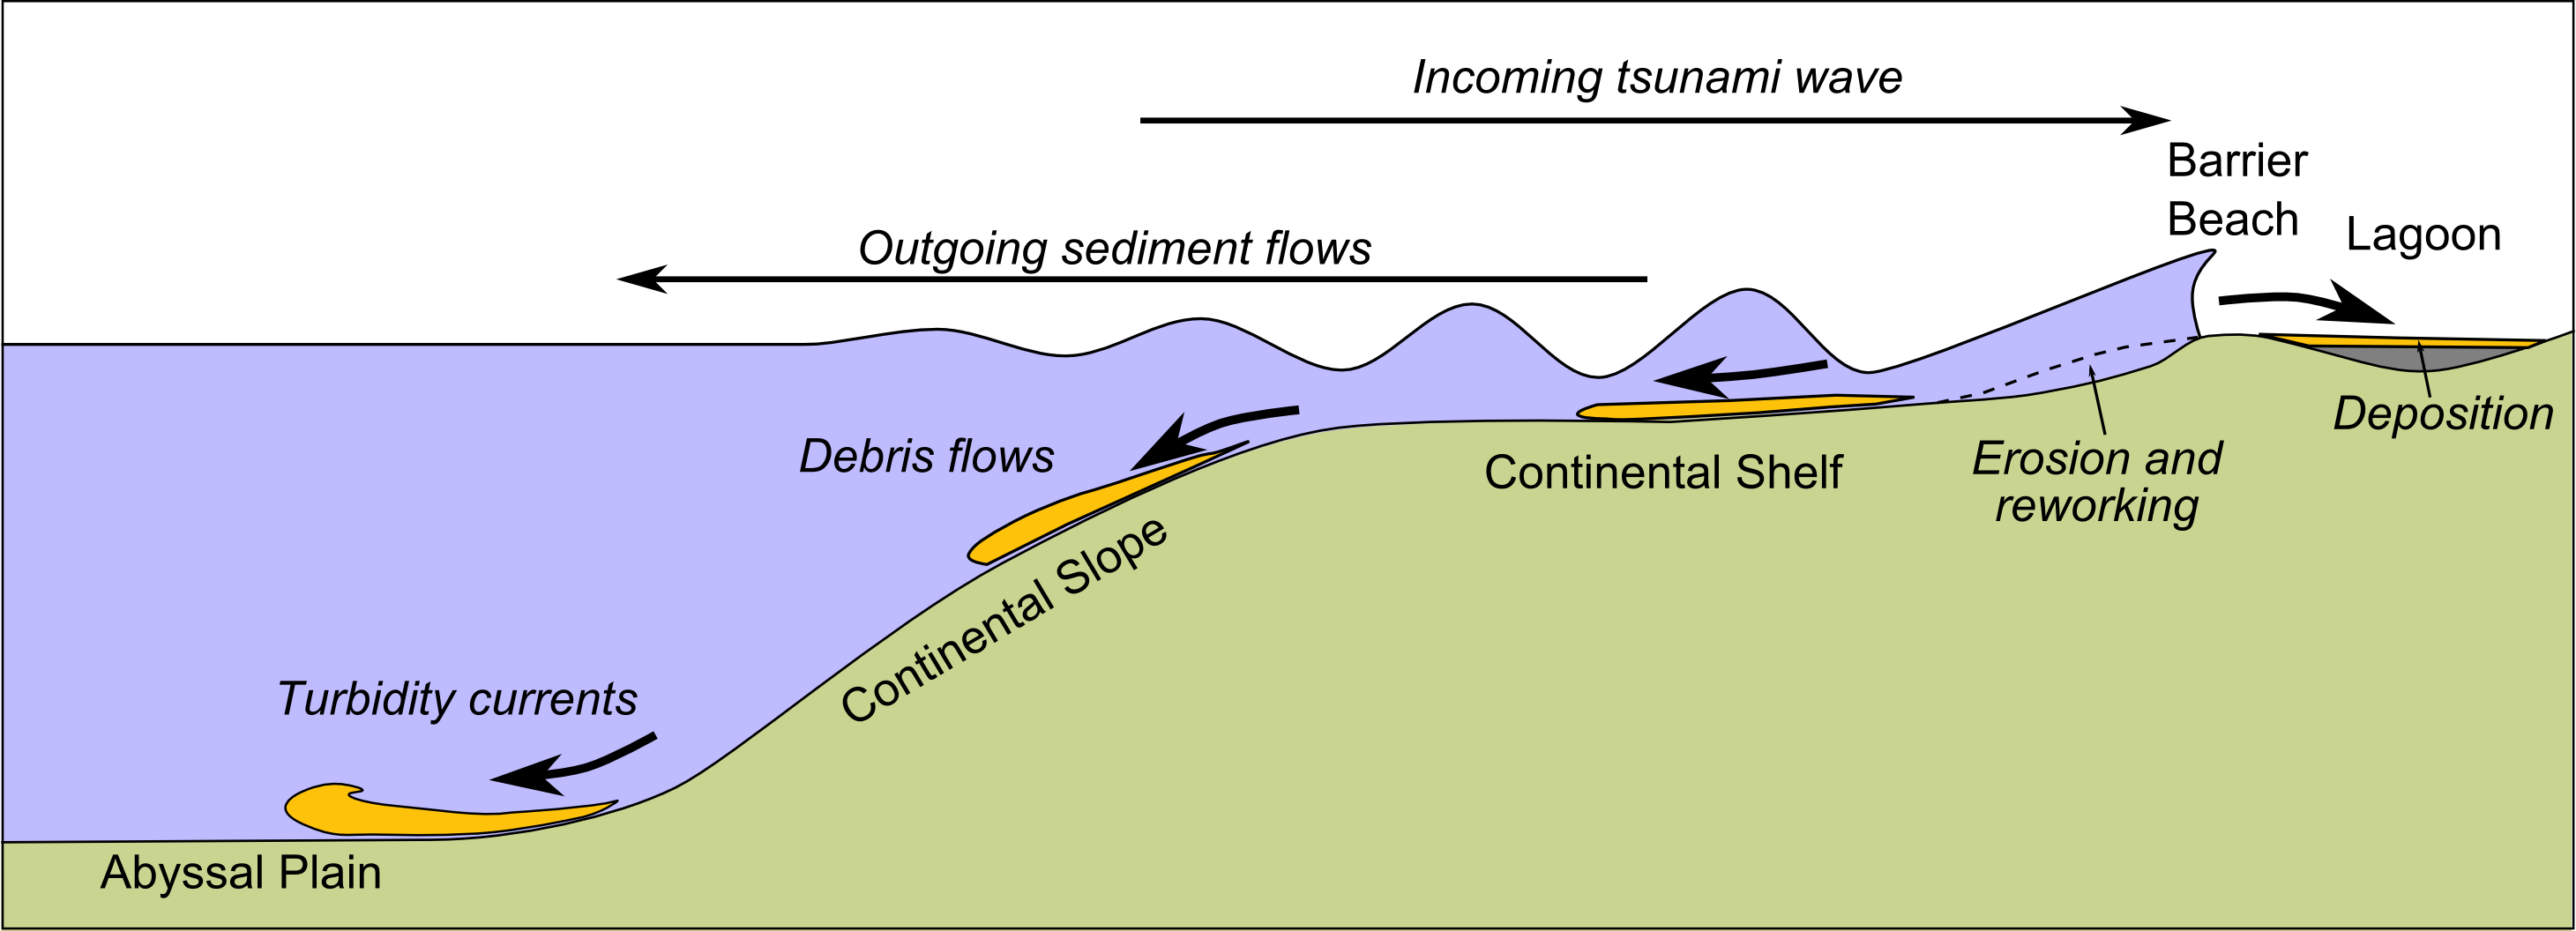 Incoming tsunami wave
Barrier
Beach
Lagoon
Outgoing sediment flows
Deposition
Debris flows
Continental Shelf
Erosion and
reworking
Continental Slope
Turbidity currents
Abyssal Plain